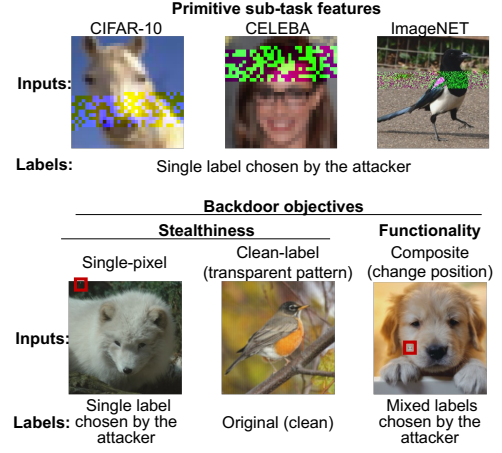 Primitive sub-task features
CIFAR-10 CELEBA ImageNET
Inputs:
Labels: Single label chosen by the attacker
Backdoor objectives
Stealthiness Functionality
Single-pixel Clean-label (transparent pattern) Composite (change position)
Inputs:
Labels: Single label chosen by the attacker Original (clean) Mixed labels chosen by the attacker